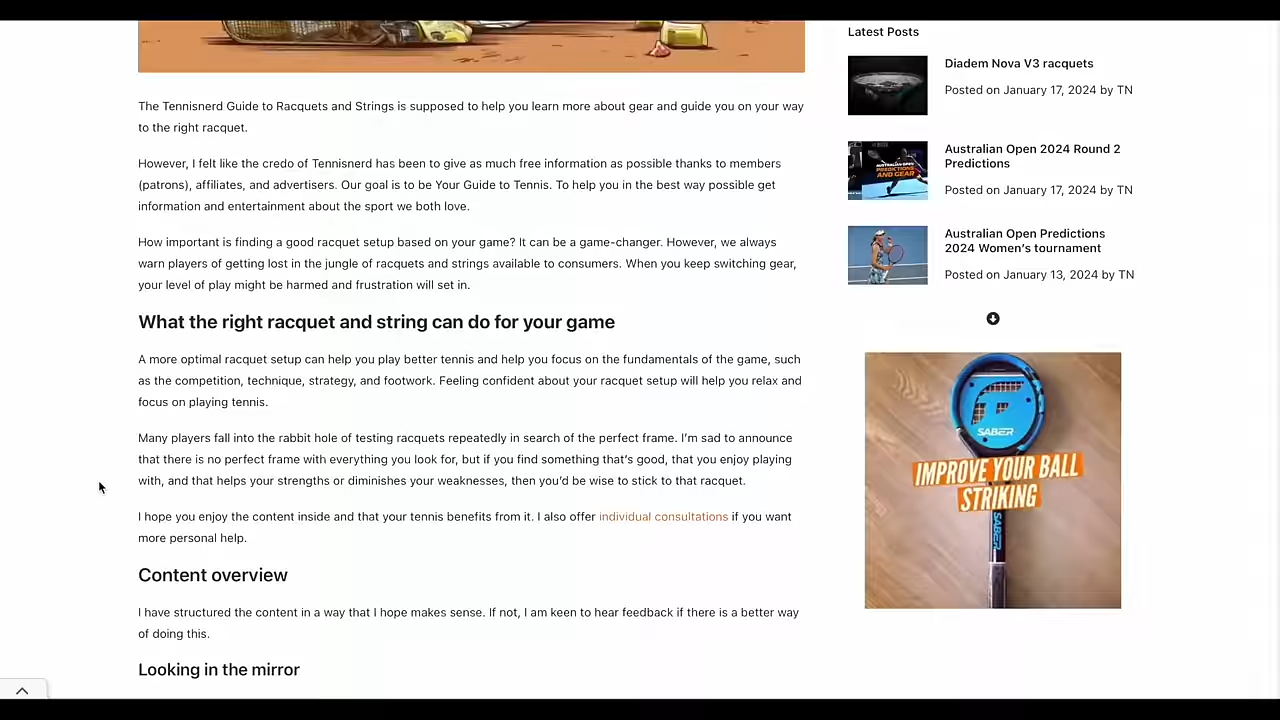 The Tennisnerd Guide to Racquets and Strings is supposed to help you learn more about gear and guide you on your way
to the right racquet.
However, I felt like the credo of Tennisnerd has been to give as much free information as possible thanks to members
(patrons), affiliates, and advertisers. Our goal is to be Your Guide to Tennis. To help you in the best way possible get
information and entertainment about the sport we both love.
How important is finding a good racquet setup based on your game? It can be a game-changer. However, we always
warn players of getting lost in the jungle of racquets and strings available to consumers. When you keep switching gear,
your level of play might be harmed and frustration will set in.
What the right racquet and string can do for your game
A more optimal racquet setup can help you play better tennis and help you focus on the fundamentals of the game, such
as the competition, technique, strategy, and footwork. Feeling confident about your racquet setup will help you relax and
focus on playing tennis.
Many players fall into the rabbit hole of testing racquets repeatedly in search of the perfect frame. I'm sad to announce
that there is no perfect frame with everything you look for, but if you find something that's good, that you enjoy playing
with, and that helps your strengths or diminishes your weaknesses, then you'd be wise to stick to that racquet.
I hope you enjoy the content inside and that your tennis benefits from it. I also offer individual consultations if you want
more personal help.
Content overview
I have structured the content in a way that I hope makes sense. If not, I am keen to hear feedback if there is a better way
of doing this.
Looking in the mirror
Latest Posts
Diadem Nova V3 racquets
Posted on January 17, 2024 by TN
AUSTRALIAN OPEN
PREDICTIONS
AND GEAR
Australian Open 2024 Round 2
Predictions
Posted on January 17, 2024 by TN
Australian Open Predictions
2024 Women's tournament
Posted on January 13, 2024 by TN
SABER
IMPROVE YOUR BALL
STRIKING
SABER